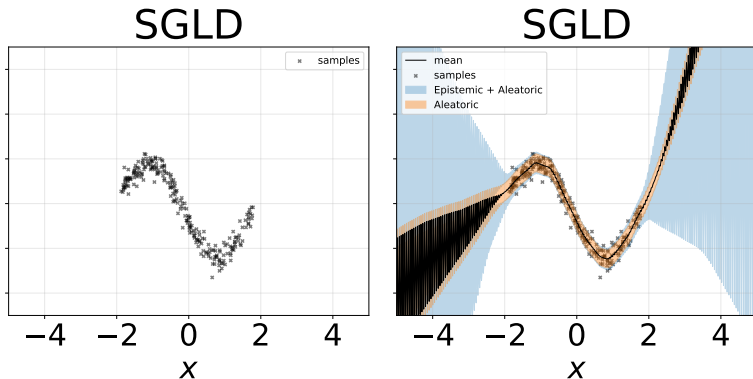 SGLD
samples
−4 −2 0 2 4
x
SGLD
mean
samples
Epistemic + Aleatoric
Aleatoric
−4 −2 0 2 4
x